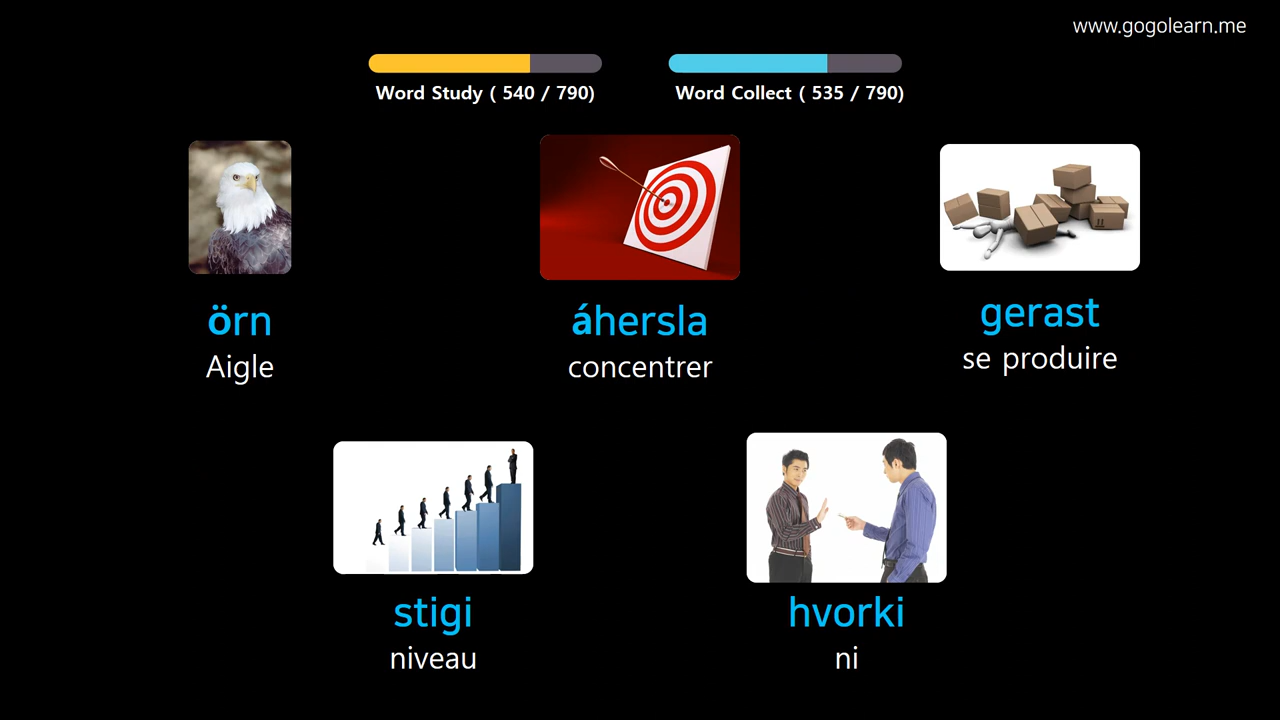 www.gogolearn.me
Word Study ( 540 / 790)
Word Collect ( 535 / 790)
örn
Aigle
áhersla
concentrer
gerast
se produire
stigi
niveau
hvorki
ni